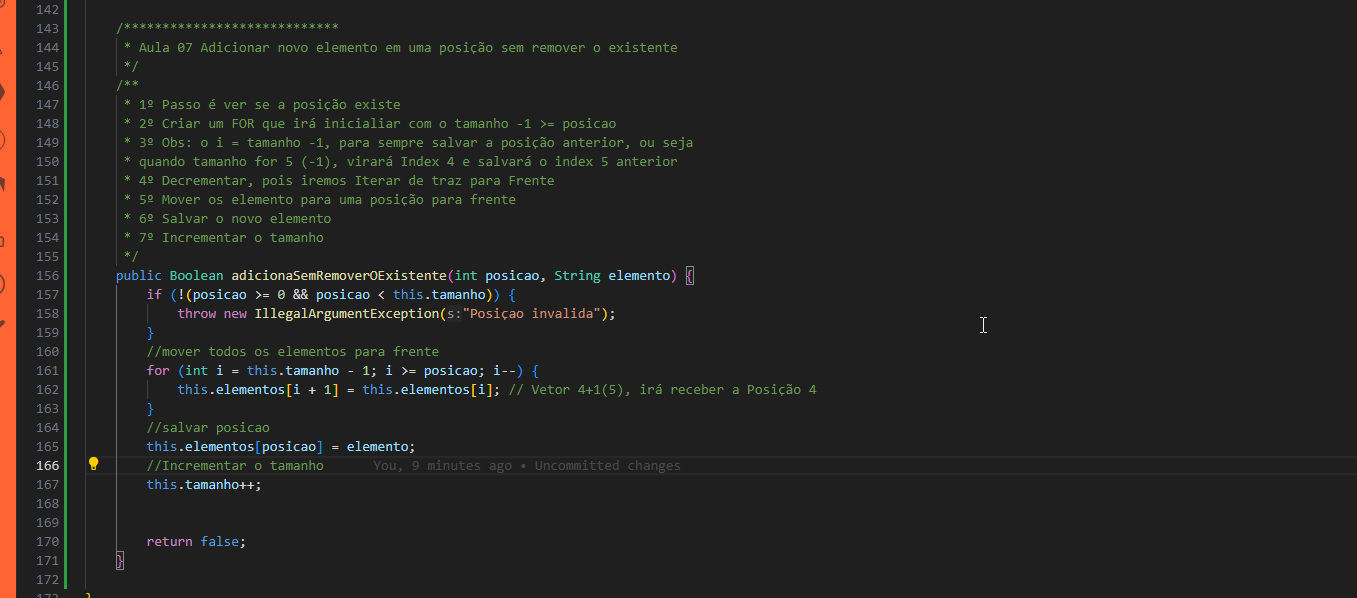 142
143 /****************************
144 * Aula 07 Adicionar novo elemento em uma posição sem remover o existente
145 */
146 /**
147 * 1º Passo é ver se a posição existe
148 * 2º Criar um FOR que irá inicialiar com o tamanho -1 >= posicao
149 * 3º Obs: o i = tamanho -1, para sempre salvar a posição anterior, ou seja
150 * quando tamanho for 5 (-1), virará Index 4 e salvará o index 5 anterior
151 * 4º Decrementar, pois iremos Iterar de traz para Frente
152 * 5º Mover os elemento para uma posição para frente
153 * 6º Salvar o novo elemento
154 * 7º Incrementar o tamanho
155 */
156 public Boolean adicionaSemRemoverOExistente(int posicao, String elemento) {
157 if (!(posicao >= 0 && posicao < this.tamanho)) {
158 throw new IllegalArgumentException(s:"Posiçao invalida");
159 }
160 //mover todos os elementos para frente
161 for (int i = this.tamanho - 1; i >= posicao; i--) {
162 this.elementos[i + 1] = this.elementos[i]; // Vetor 4+1(5), irá receber a Posição 4
163 }
164 //salvar posicao
165 this.elementos[posicao] = elemento;
166 //Incrementar o tamanho You, 9 minutes ago • Uncommitted changes
167 this.tamanho++;
168
169
170 return false;
171 }
172
173 }